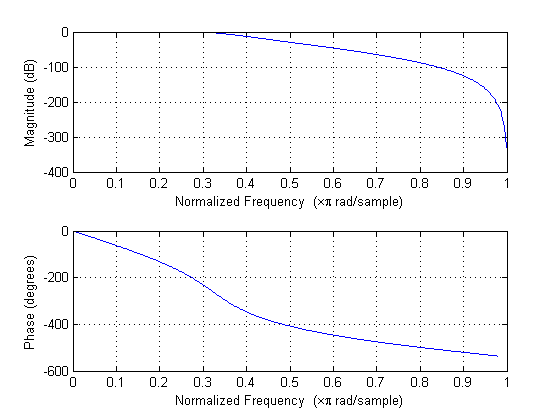 0
-100
-200
-300
-400
Magnitude (dB)
0 0.1 0.2 0.3 0.4 0.5 0.6 0.7 0.8 0.9 1
Normalized Frequency (×π rad/sample)
0
-200
-400
-600
Phase (degrees)
0 0.1 0.2 0.3 0.4 0.5 0.6 0.7 0.8 0.9 1
Normalized Frequency (×π rad/sample)